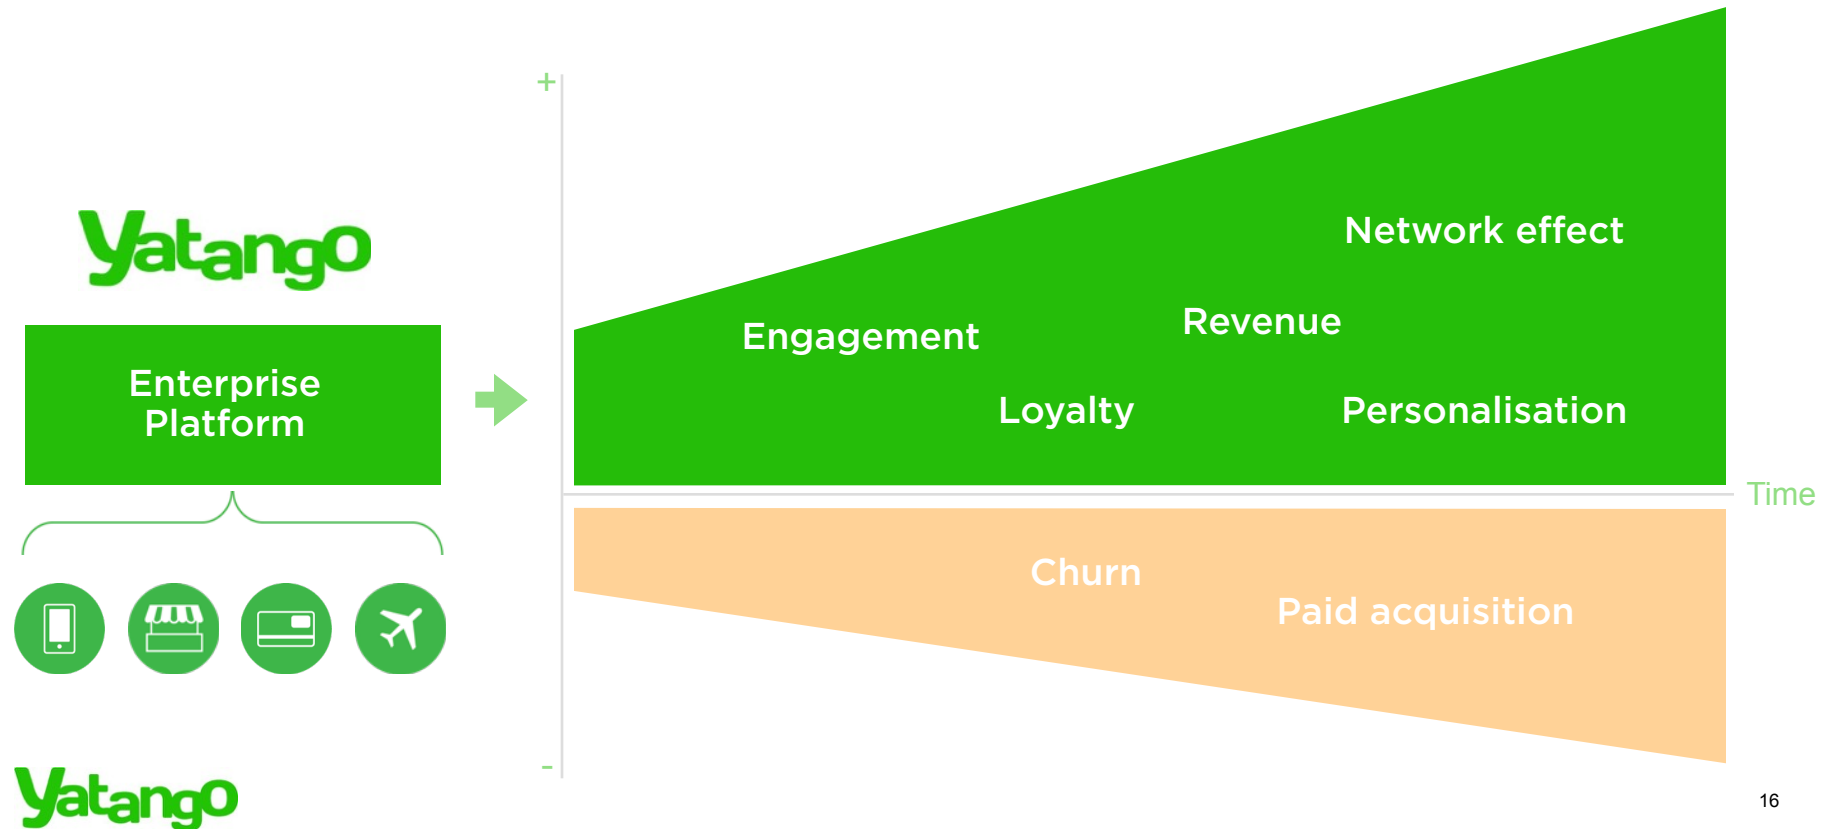 Yatango
Enterprise
Platform
+
Network effect
Revenue
Engagement
Loyalty
Personalisation
Time
Churn
Paid acquisition
-
Yatango
16